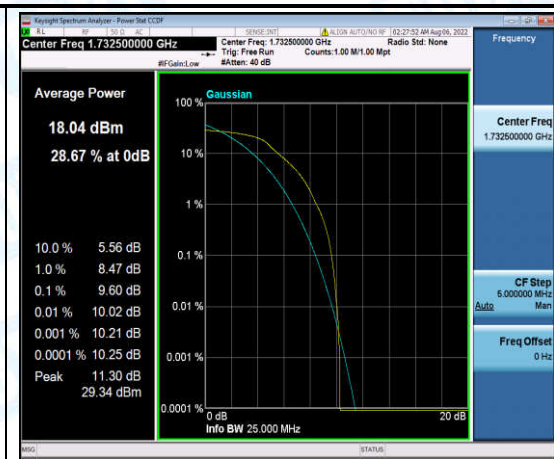 Keysight Spectrum Analyzer - Power Stat CCDF
RL RF 50 Ω AC SENSE:INT ALIGN AUTO/NO RF 02:27:52 AM Aug 06, 2022
Center Freq 1.732500000 GHz
Center Freq: 1.732500000 GHz Radio Std: None
Trig: Free Run Counts:1.00 M/1.00 Mpt
#IFGain:Low #Atten: 40 dB
Frequency
Average Power
18.04 dBm
28.67 % at 0dB
10.0 % 5.56 dB
1.0 % 8.47 dB
0.1 % 9.60 dB
0.01 % 10.02 dB
0.001 % 10.21 dB
0.0001 % 10.25 dB
Peak 11.30 dB
29.34 dBm
Gaussian
100 %
10 %
1 %
0.1 %
0.01 %
0.001 %
0.0001 %
0 dB 20 dB
Info BW 25.000 MHz
Center Freq
1.732500000 GHz
CF Step
5.000000 MHz
Auto Man
Freq Offset
0 Hz
MSG STATUS